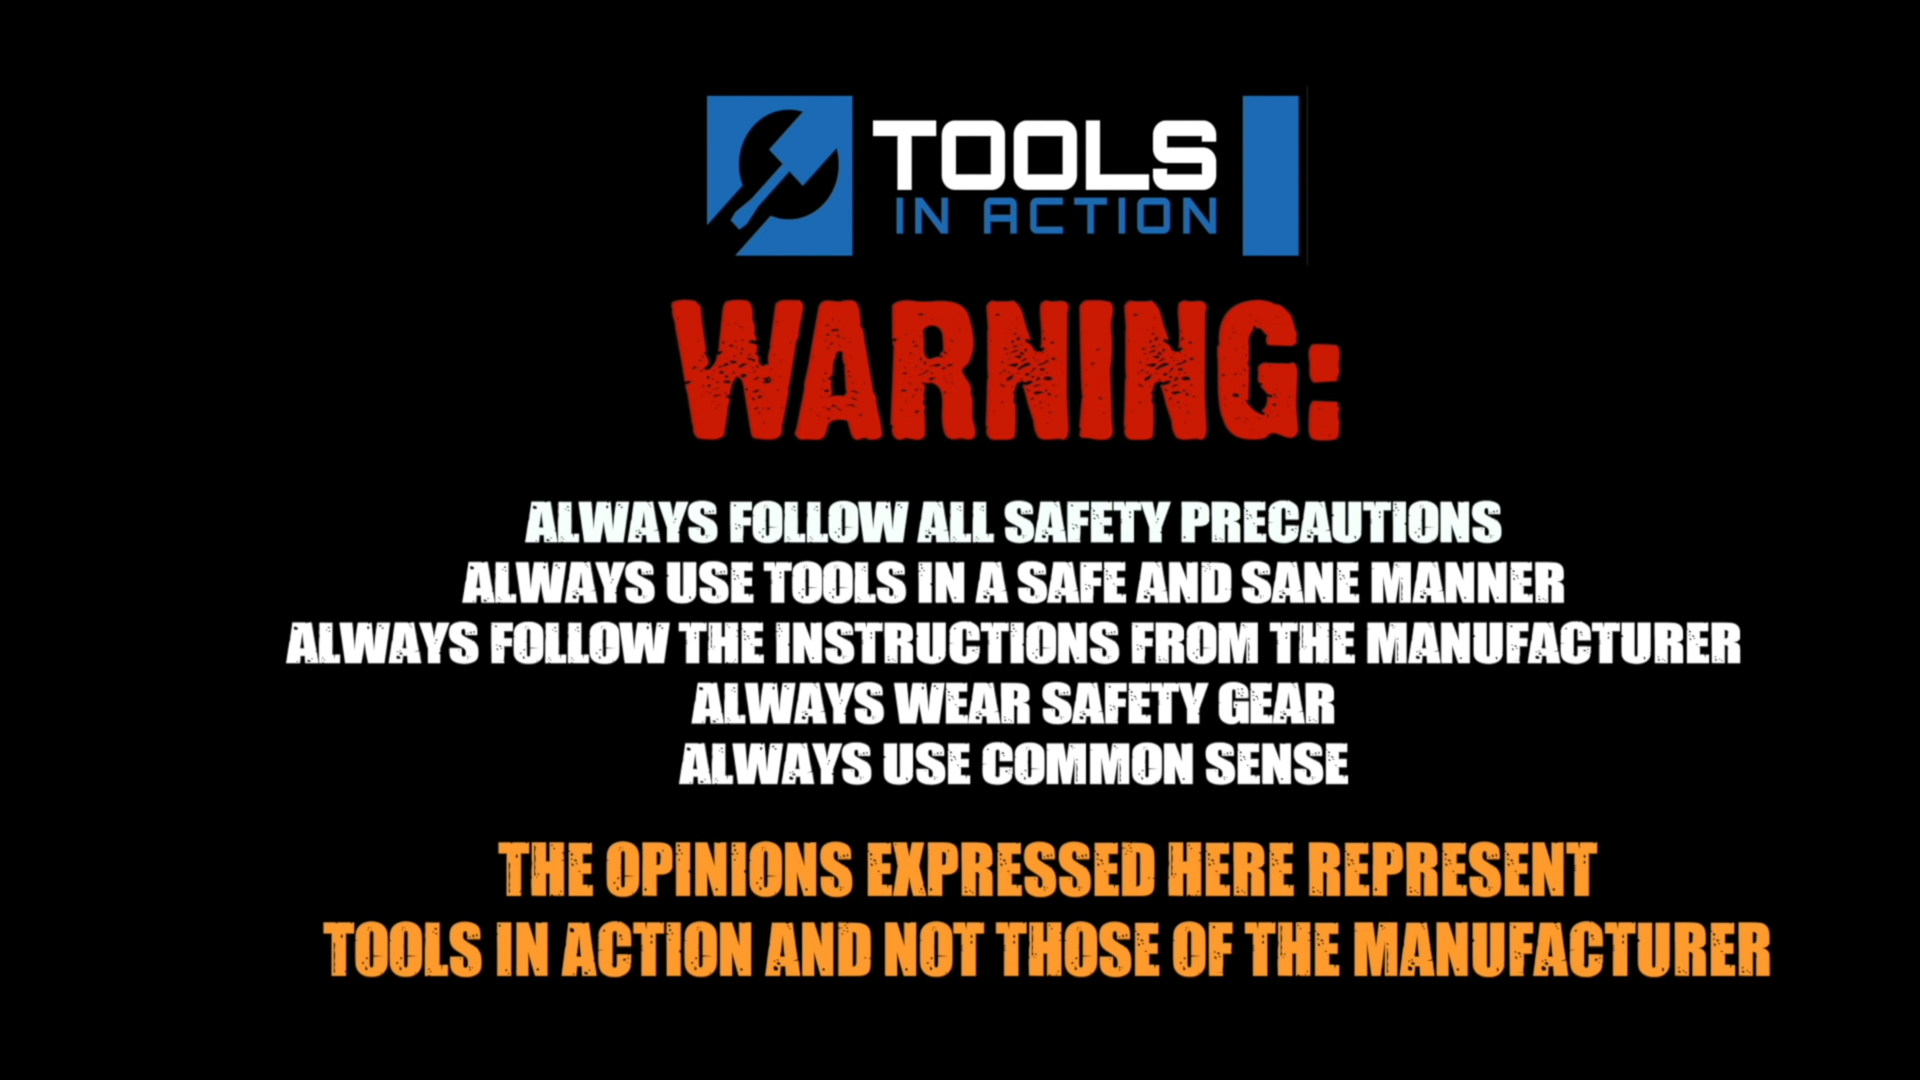 TOOLS
IN ACTION
WARNING:
ALWAYS FOLLOW ALL SAFETY PRECAUTIONS
ALWAYS USE TOOLS IN A SAFE AND SANE MANNER
ALWAYS FOLLOW THE INSTRUCTIONS FROM THE MANUFACTURER
ALWAYS WEAR SAFETY GEAR
ALWAYS USE COMMON SENSE
THE OPINIONS EXPRESSED HERE REPRESENT
TOOLS IN ACTION AND NOT THOSE OF THE MANUFACTURER